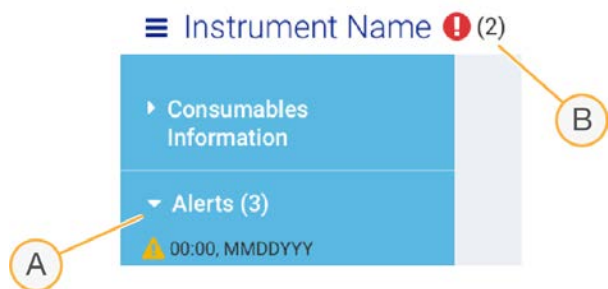 Instrument Name ! (2)
Consumables
Information
Alerts (3)
00:00, MMDDYYY
A
B